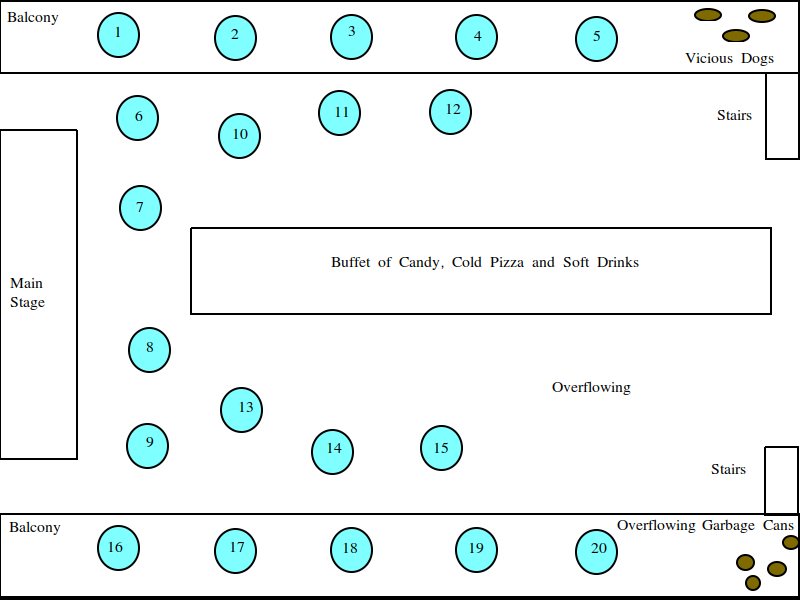 Balcony
1
2
3
4
5
Vicious Dogs
6
10
11
12
Stairs
7
Buffet of Candy, Cold Pizza and Soft Drinks
Main
Stage
8
Overflowing
13
9
14
15
Stairs
Balcony
Overflowing Garbage Cans
16
17
18
19
20